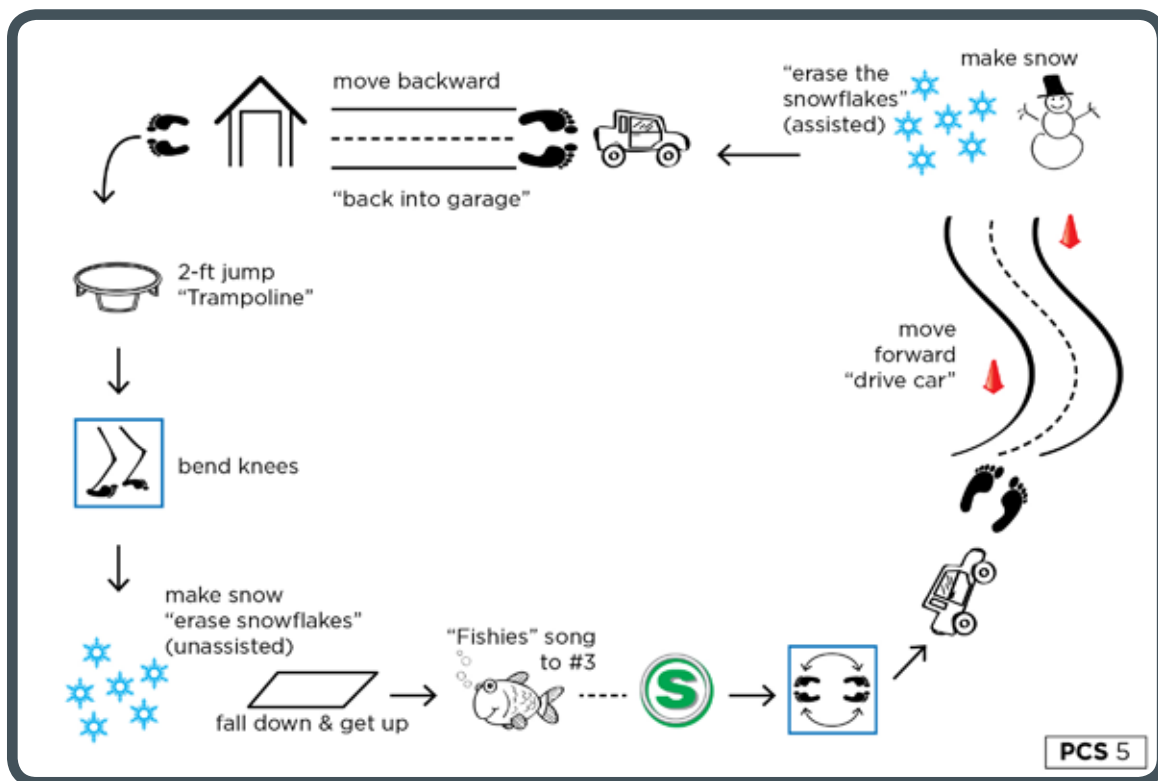 move backward
"back into garage"
"erase the
snowflakes"
(assisted)
make snow
2-ft jump
"Trampoline"
move
forward
"drive car"
bend knees
make snow
"erase snowflakes"
(unassisted)
fall down & get up
"Fishies" song
to #3
S
PCS 5